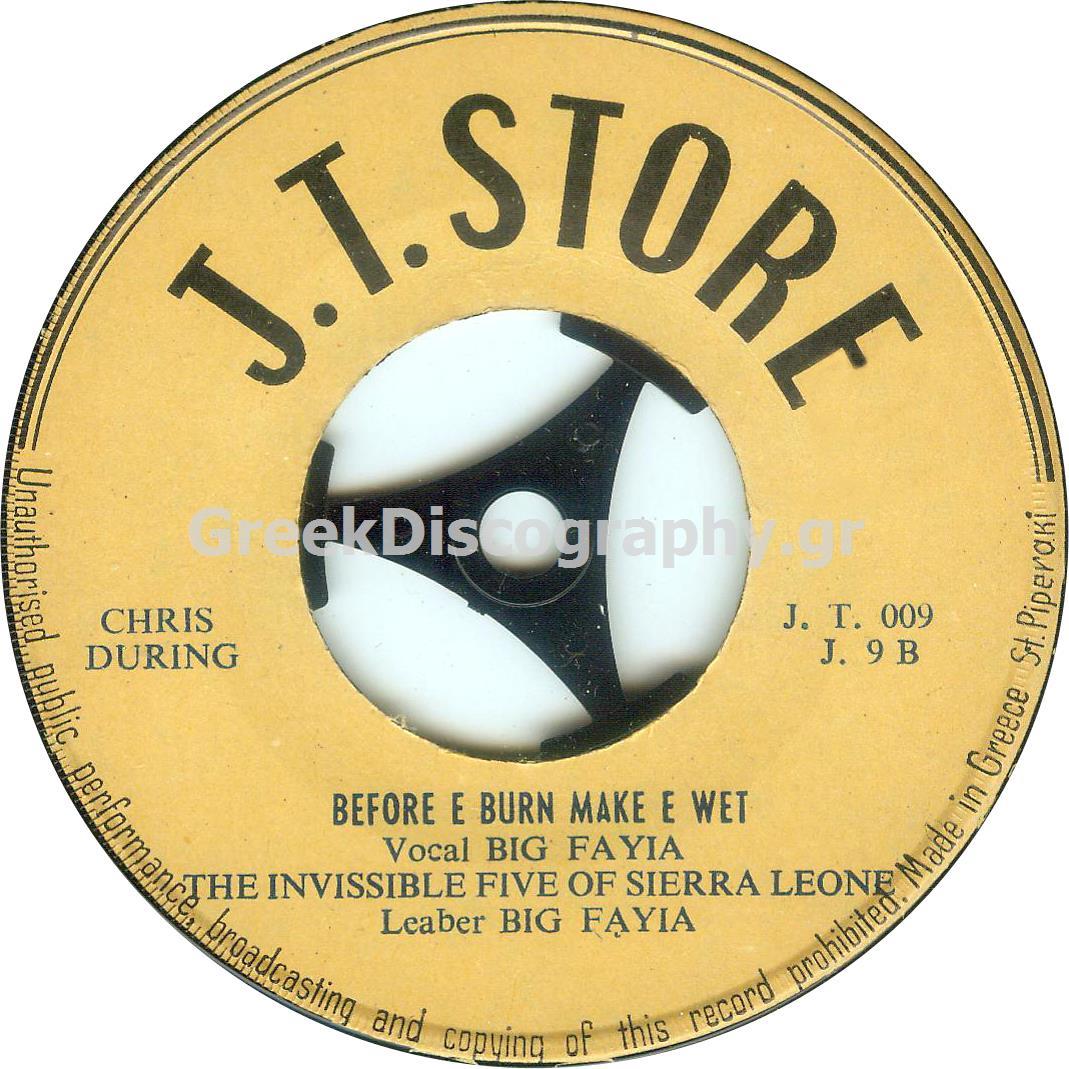 J.T. STORE
GreekDiscography.gr
CHRIS
DURING
J. T. 009
J. 9 B
BEFORE E BURN MAKE E WET
Vocal BIG FAYIA
THE INVISSIBLE FIVE OF SIERRA LEONE
Leaber BIG FAYIA
Unauthorised public performance, broadcasting and copying of this record prohibited. Made in Greece St. Piperaki